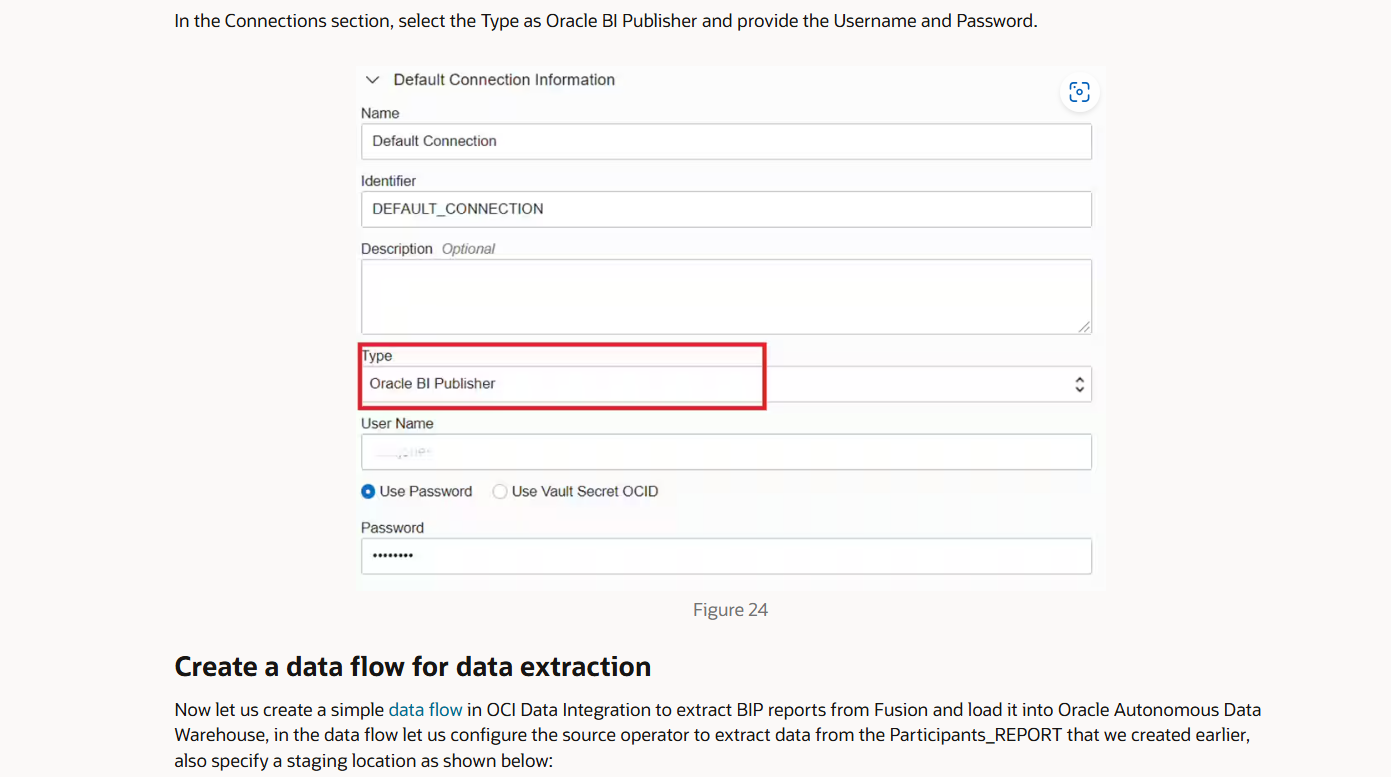 In the Connections section, select the Type as Oracle BI Publisher and provide the Username and Password.
Default Connection Information
Name
Default Connection
Identifier
DEFAULT_CONNECTION
Description Optional
Type
Oracle BI Publisher
User Name
Use Password Use Vault Secret OCID
Password
••••••••
Figure 24
Create a data flow for data extraction
Now let us create a simple data flow in OCI Data Integration to extract BIP reports from Fusion and load it into Oracle Autonomous Data
Warehouse, in the data flow let us configure the source operator to extract data from the Participants_REPORT that we created earlier,
also specify a staging location as shown below: